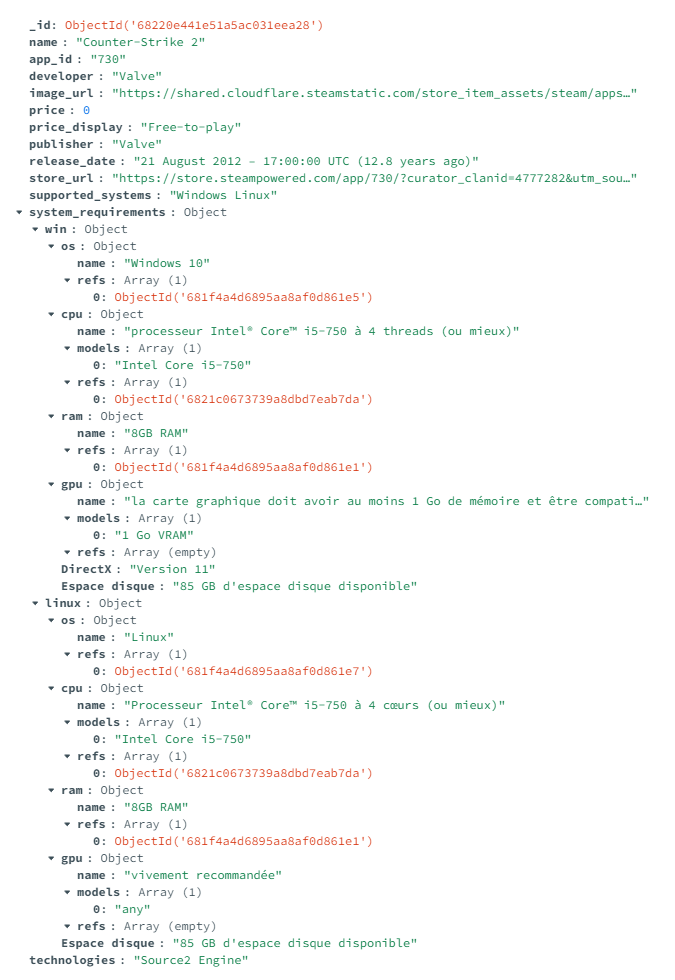 _id: ObjectId('68220e441e51a5ac031eea28')
name : "Counter-Strike 2"
app_id : "730"
developer : "Valve"
image_url : "https://shared.cloudflare.steamstatic.com/store_item_assets/steam/apps…"
price : 0
price_display : "Free-to-play"
publisher : "Valve"
release_date : "21 August 2012 – 17:00:00 UTC (12.8 years ago)"
store_url : "https://store.steampowered.com/app/730/?curator_clanid=4777282&utm_sou…"
supported_systems : "Windows Linux"
system_requirements : Object
win : Object
os : Object
name : "Windows 10"
refs : Array (1)
0: ObjectId('681f4a4d6895aa8af0d861e5')
cpu : Object
name : "processeur Intel® Core™ i5-750 à 4 threads (ou mieux)"
models : Array (1)
0: "Intel Core i5-750"
refs : Array (1)
0: ObjectId('6821c0673739a8dbd7eab7da')
ram : Object
name : "8GB RAM"
refs : Array (1)
0: ObjectId('681f4a4d6895aa8af0d861e1')
gpu : Object
name : "la carte graphique doit avoir au moins 1 Go de mémoire et être compati…"
models : Array (1)
0: "1 Go VRAM"
refs : Array (empty)
DirectX : "Version 11"
Espace disque : "85 GB d'espace disque disponible"
linux : Object
os : Object
name : "Linux"
refs : Array (1)
0: ObjectId('681f4a4d6895aa8af0d861e7')
cpu : Object
name : "Processeur Intel® Core™ i5-750 à 4 cœurs (ou mieux)"
models : Array (1)
0: "Intel Core i5-750"
refs : Array (1)
0: ObjectId('6821c0673739a8dbd7eab7da')
ram : Object
name : "8GB RAM"
refs : Array (1)
0: ObjectId('681f4a4d6895aa8af0d861e1')
gpu : Object
name : "vivement recommandée"
models : Array (1)
0: "any"
refs : Array (empty)
Espace disque : "85 GB d'espace disque disponible"
technologies : "Source2 Engine"